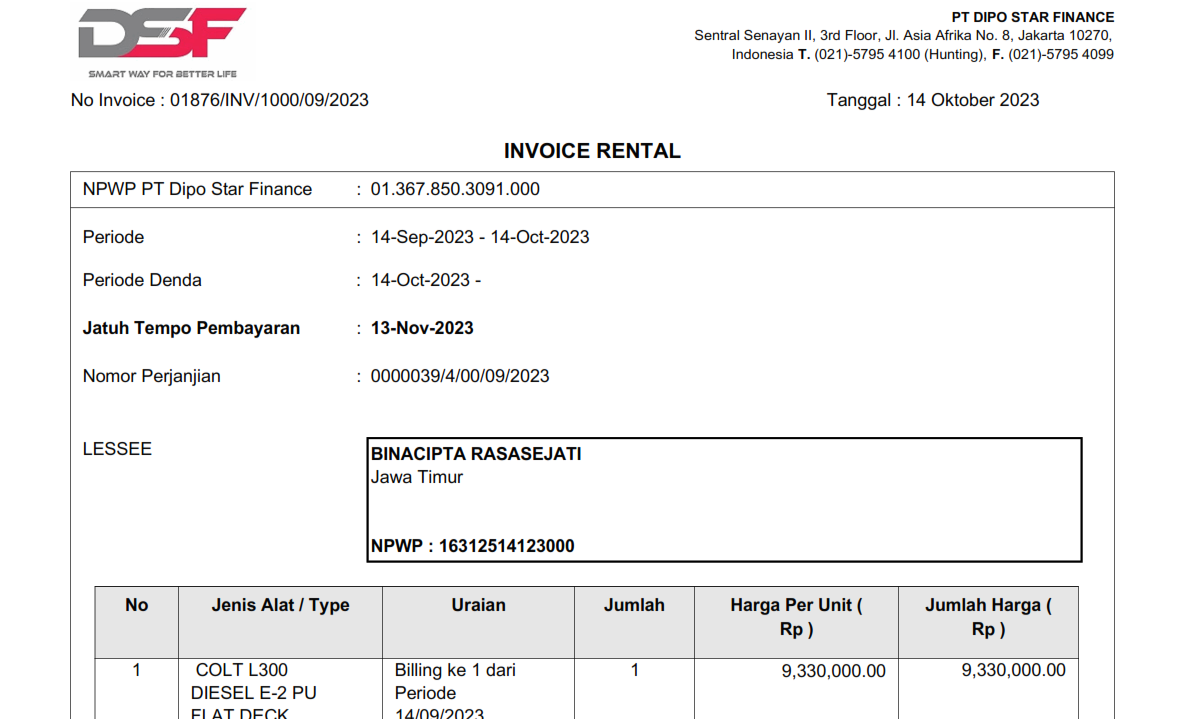 DSF
SMART WAY FOR BETTER LIFE
PT DIPO STAR FINANCE
Sentral Senayan II, 3rd Floor, Jl. Asia Afrika No. 8, Jakarta 10270,
Indonesia T. (021)-5795 4100 (Hunting), F. (021)-5795 4099
No Invoice : 01876/INV/1000/09/2023
Tanggal : 14 Oktober 2023
INVOICE RENTAL
NPWP PT Dipo Star Finance : 01.367.850.3091.000
Periode : 14-Sep-2023 - 14-Oct-2023
Periode Denda : 14-Oct-2023 -
Jatuh Tempo Pembayaran : 13-Nov-2023
Nomor Perjanjian : 0000039/4/00/09/2023
LESSEE
BINACIPTA RASASEJATI
Jawa Timur
NPWP : 16312514123000
No Jenis Alat / Type Uraian Jumlah Harga Per Unit ( Jumlah Harga (
Rp ) Rp )
1 COLT L300 Billing ke 1 dari 1 9,330,000.00 9,330,000.00
DIESEL E-2 PU Periode
FLAT DECK 14/09/2023